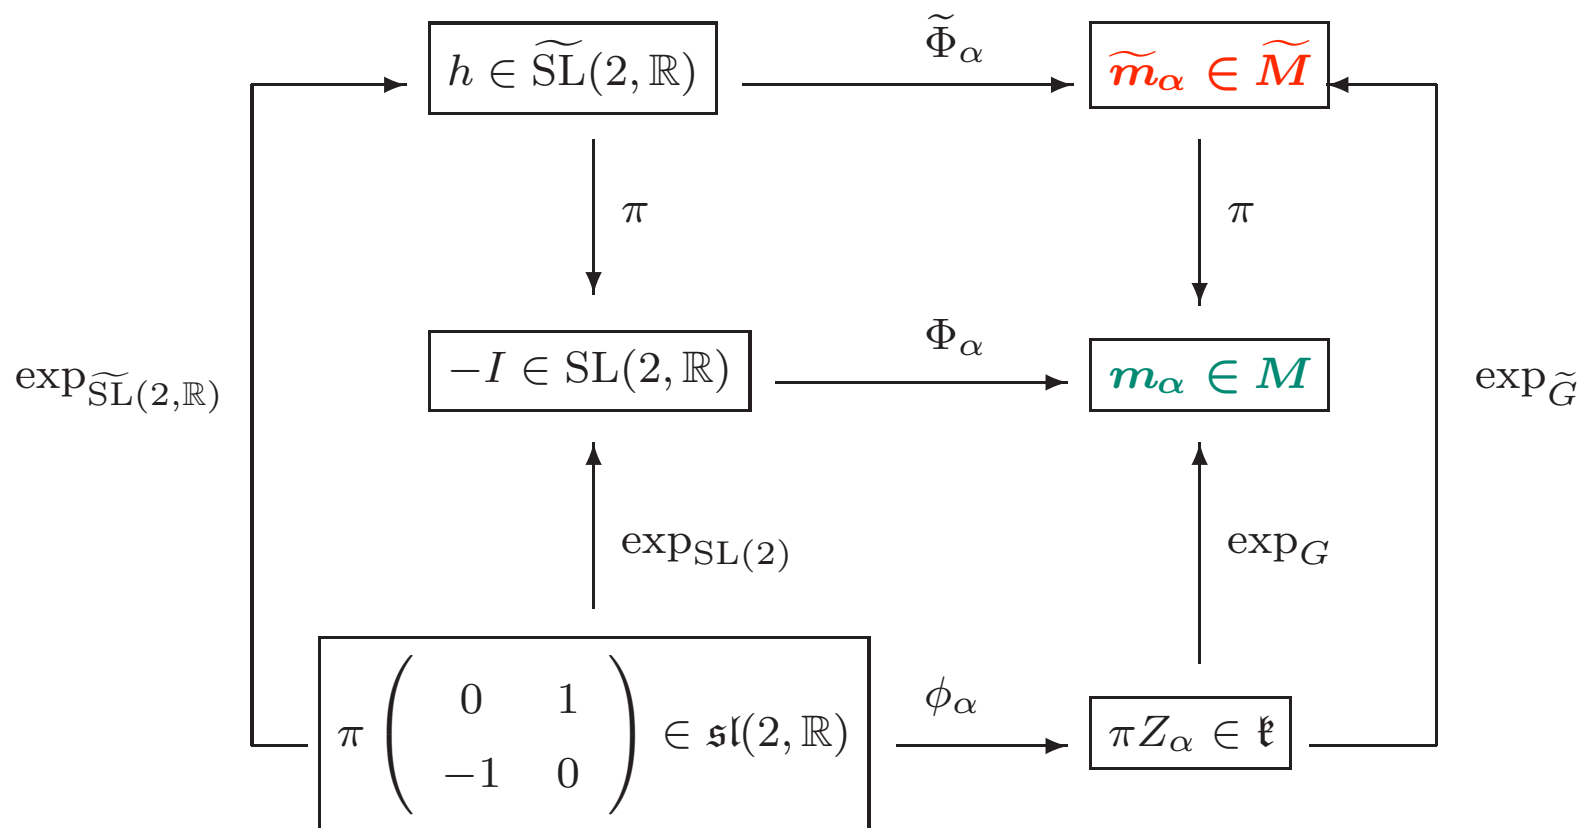 h ∈ S͠L(2, ℝ)
Φ̃_α
m̃_α ∈ M̃
π
π
exp_{S͠L(2,ℝ)}
−I ∈ SL(2, ℝ)
Φ_α
m_α ∈ M
exp_{G̃}
exp_{SL(2)}
exp_G
π ( 0 1
−1 0 ) ∈ 𝔰𝔩(2, ℝ)
ϕ_α
πZ_α ∈ 𝔨